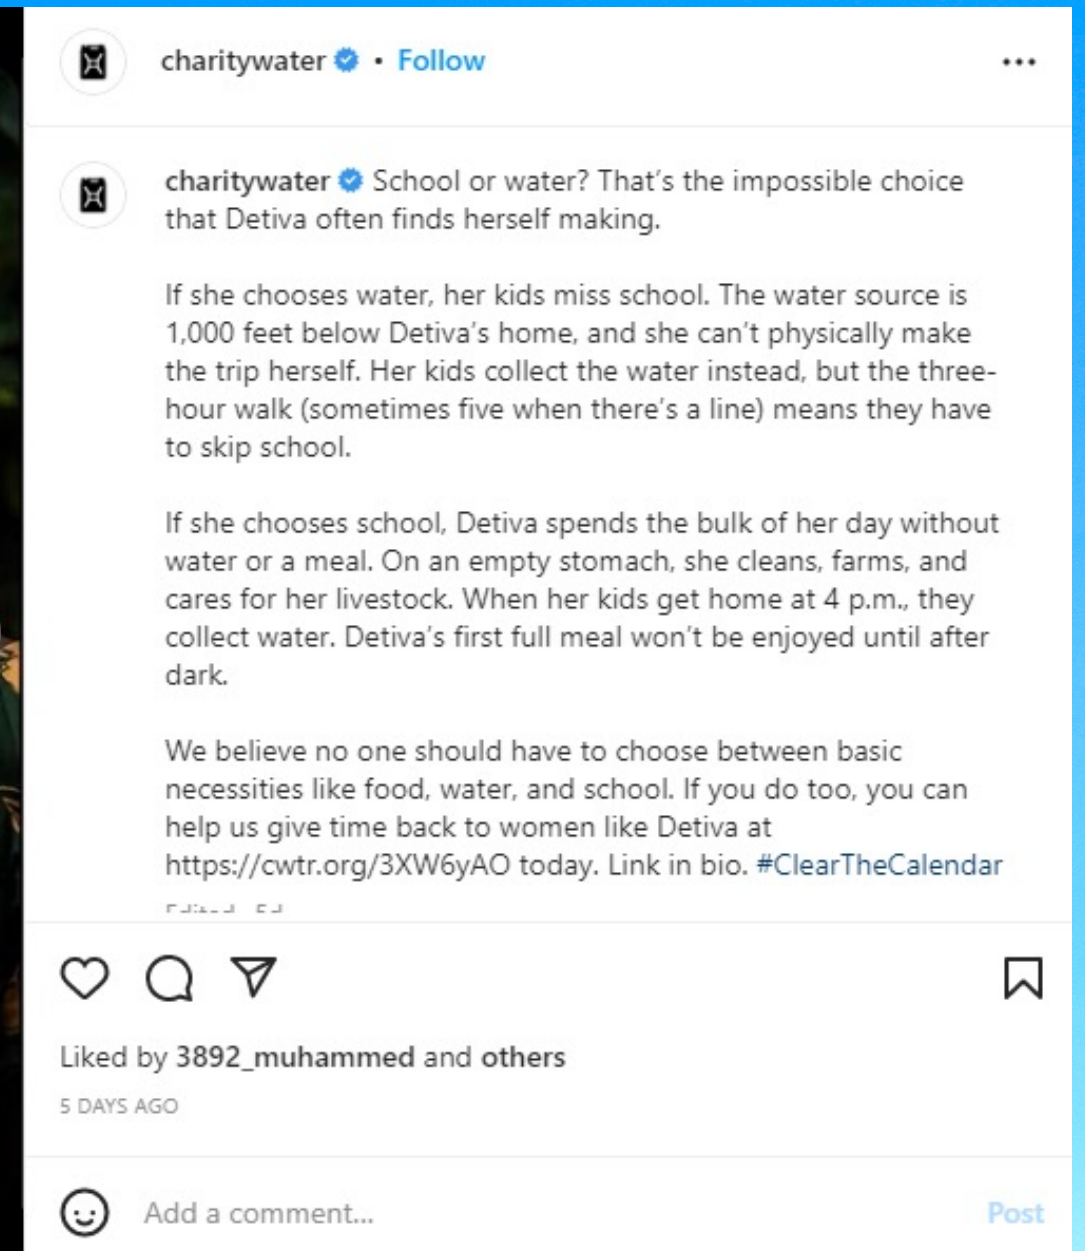 charitywater • Follow
charitywater School or water? That's the impossible choice
that Detiva often finds herself making.
If she chooses water, her kids miss school. The water source is
1,000 feet below Detiva's home, and she can't physically make
the trip herself. Her kids collect the water instead, but the three-
hour walk (sometimes five when there's a line) means they have
to skip school.
If she chooses school, Detiva spends the bulk of her day without
water or a meal. On an empty stomach, she cleans, farms, and
cares for her livestock. When her kids get home at 4 p.m., they
collect water. Detiva's first full meal won't be enjoyed until after
dark.
We believe no one should have to choose between basic
necessities like food, water, and school. If you do too, you can
help us give time back to women like Detiva at
https://cwtr.org/3XW6yAO today. Link in bio. #ClearTheCalendar
Edited · 5d
Liked by 3892_muhammed and others
5 DAYS AGO
Add a comment...
Post